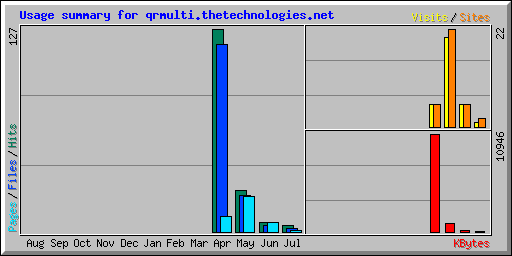 Usage summary for qrmulti.thetechnologies.net
Visits / Sites
127
22
10946
Pages / Files / Hits
Aug Sep Oct Nov Dec Jan Feb Mar Apr May Jun Jul
KBytes